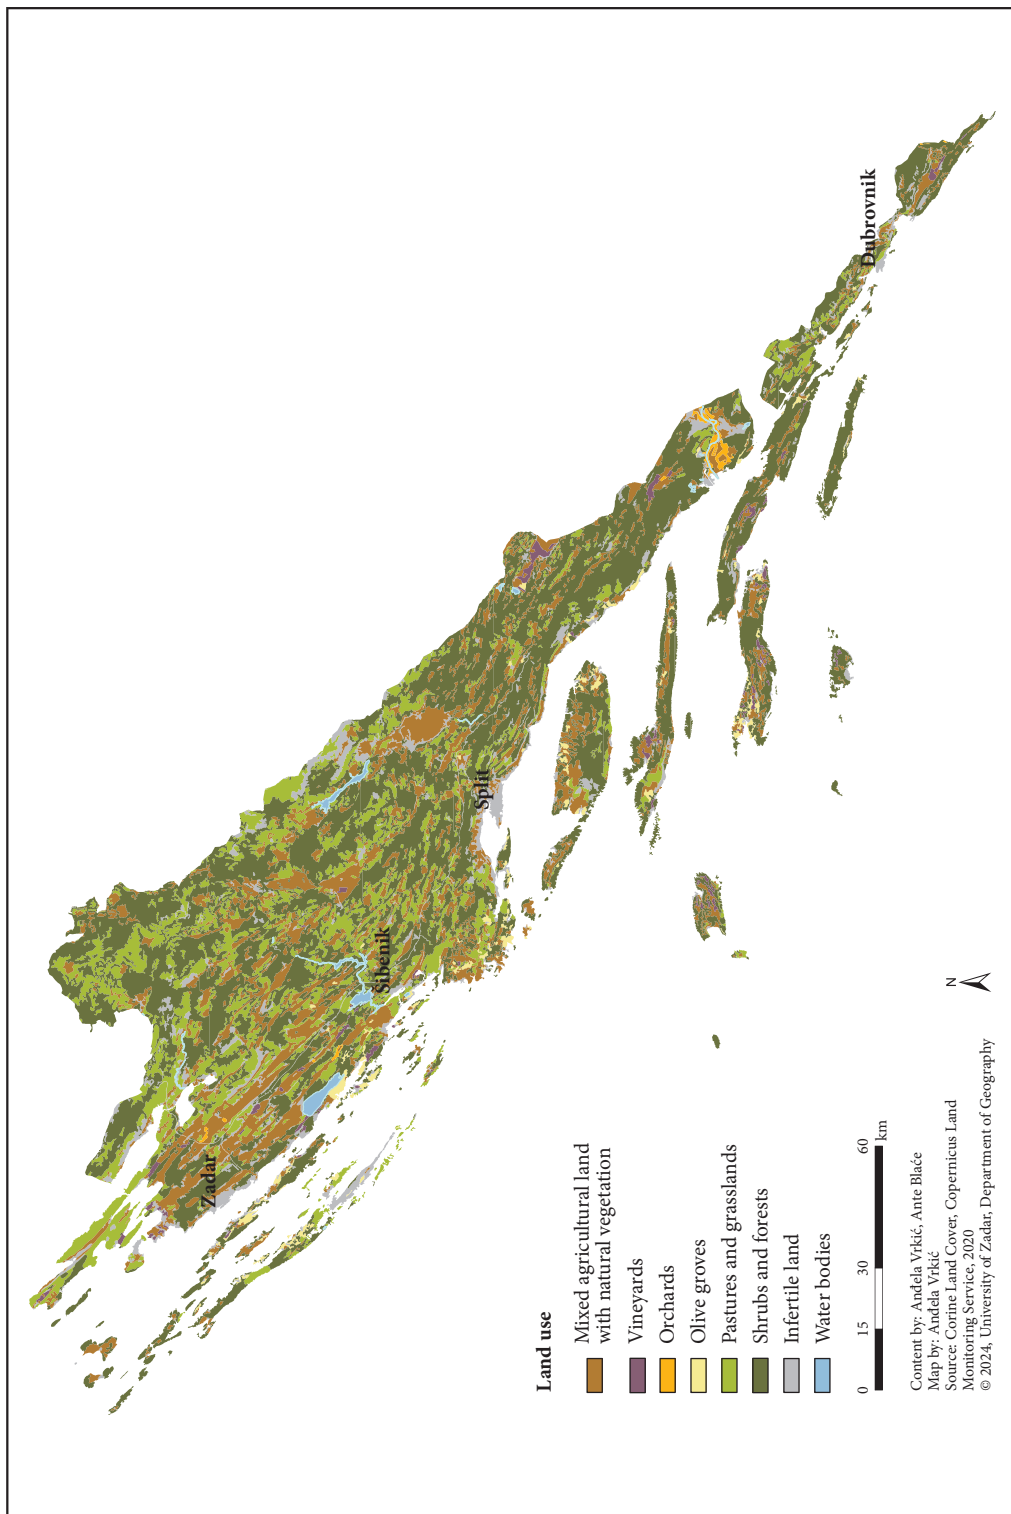 Zadar
Šibenik
Split
Dubrovnik
Land use
Mixed agricultural land
with natural vegetation
Vineyards
Orchards
Olive groves
Pastures and grasslands
Shrubs and forests
Infertile land
Water bodies
0 15 30 60
km
N
Content by: Anđela Vrkić, Ante Blaće
Map by: Anđela Vrkić
Source: Corine Land Cover, Copernicus Land
Monitoring Service, 2020
© 2024, University of Zadar, Department of Geography